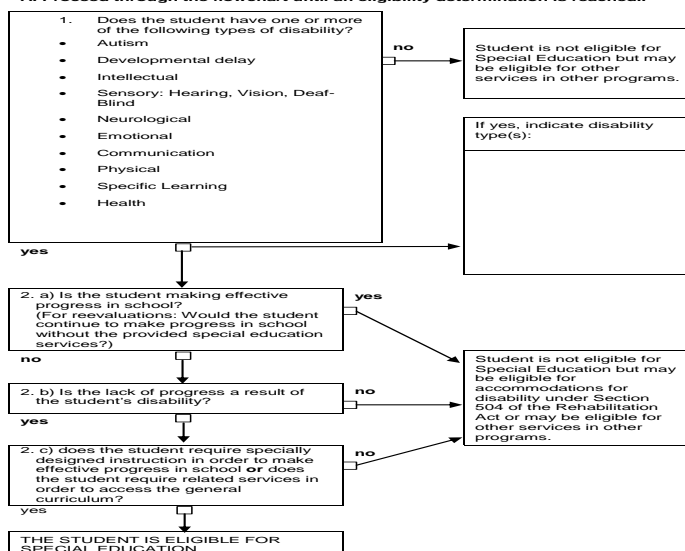 A. Proceed through the flowchart until an eligibility determination is reached.
1. Does the student have one or more
of the following types of disability?
• Autism
• Developmental delay
• Intellectual
• Sensory: Hearing, Vision, Deaf-
Blind
• Neurological
• Emotional
• Communication
• Physical
• Specific Learning
• Health
no
Student is not eligible for
Special Education but may
be eligible for other
services in other programs.
If yes, indicate disability
type(s):
yes
2. a) Is the student making effective
progress in school?
(For reevaluations: Would the student
continue to make progress in school
without the provided special education
services?)
yes
no
2. b) Is the lack of progress a result of
the student's disability?
no
yes
Student is not eligible for
Special Education but may
be eligible for
accommodations for
disability under Section
504 of the Rehabilitation
Act or may be eligible for
other services in other
programs.
2. c) does the student require specially
designed instruction in order to make
effective progress in school or does
the student require related services in
order to access the general
curriculum?
no
yes
THE STUDENT IS ELIGIBLE FOR
SPECIAL EDUCATION